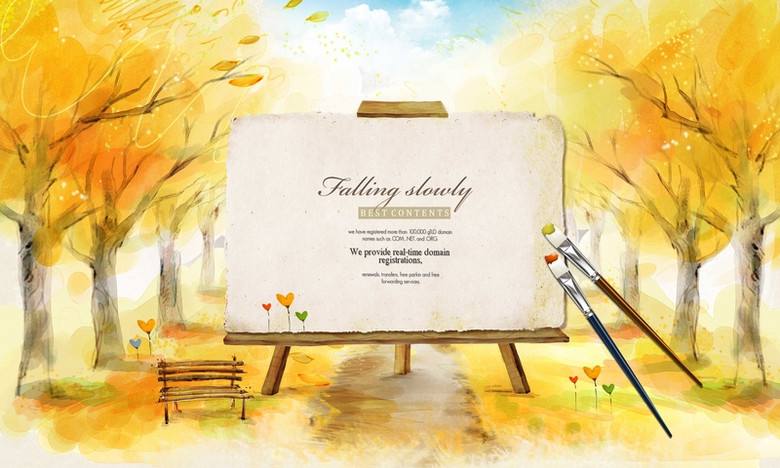 Falling slowly
BEST CONTENTS
we have registered more than 100,000 gTLD domain
names such as .COM, .NET and .ORG
We provide real-time domain
registrations,
renewals, transfers, free parkin and free
forwarding services.